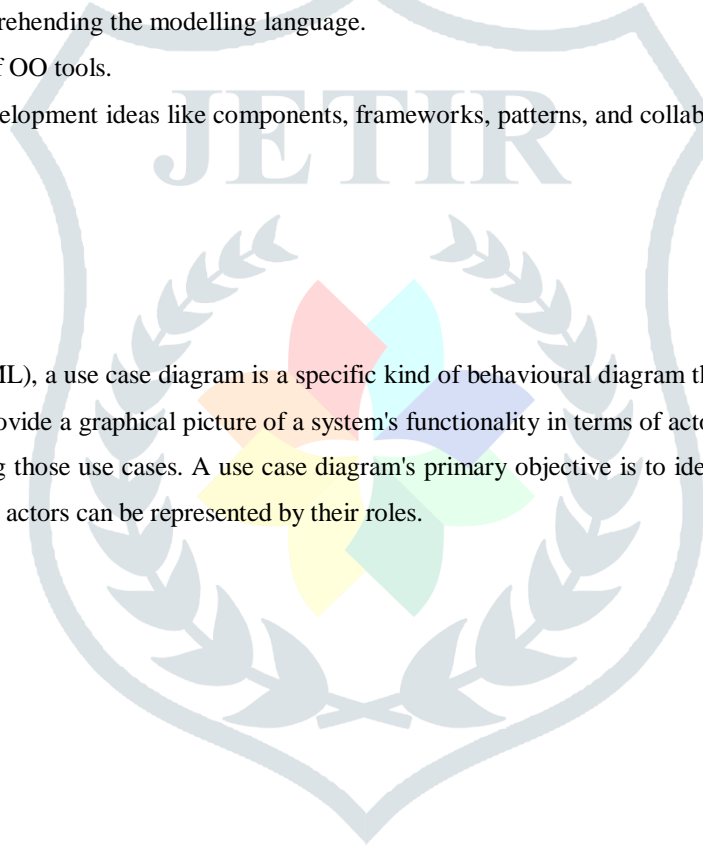 rehending the modelling language.
f OO tools.
elopment ideas like components, frameworks, patterns, and collab
JETIR
ML), a use case diagram is a specific kind of behavioural diagram th
ovide a graphical picture of a system's functionality in terms of acto
g those use cases. A use case diagram's primary objective is to ide
actors can be represented by their roles.